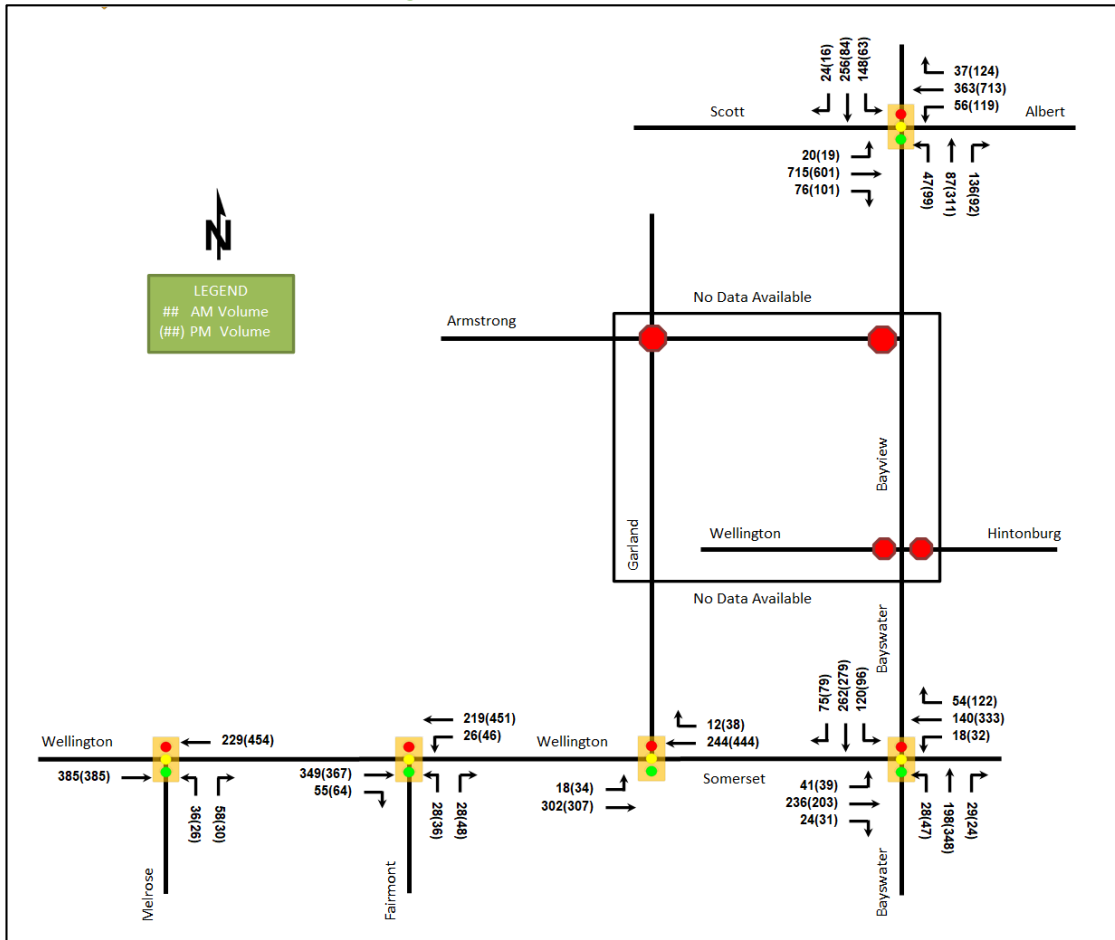 24(16)
256(84)
148(63)
37(124)
363(713)
56(119)
Scott
Albert
20(19)
715(601)
76(101)
47(99)
87(311)
136(92)
N
LEGEND
## AM Volume
(##) PM Volume
No Data Available
Armstrong
Bayview
Garland
Wellington
Hintonburg
No Data Available
Bayswater
75(79)
262(279)
120(96)
54(122)
140(333)
18(32)
Wellington
229(454)
385(385)
36(26)
58(30)
Melrose
219(451)
26(46)
349(367)
55(64)
28(36)
28(48)
Fairmont
Wellington
12(38)
244(444)
18(34)
302(307)
Somerset
41(39)
236(203)
24(31)
28(47)
198(348)
29(24)
Bayswater